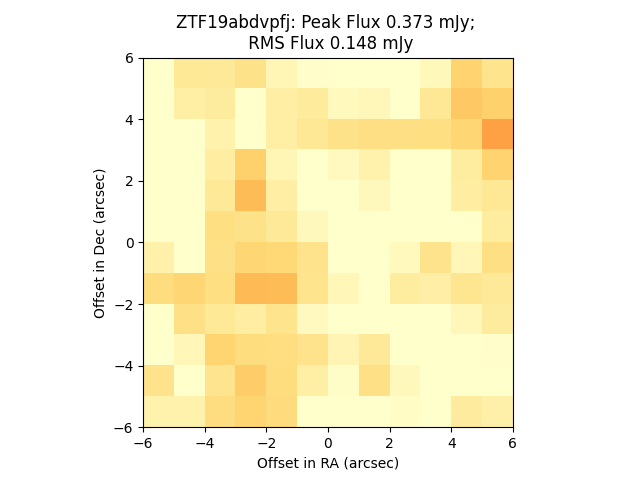 ZTF19abdvpfj: Peak Flux 0.373 mJy;
RMS Flux 0.148 mJy
6
4
2
0
−2
−4
−6
Offset in Dec (arcsec)
−6 −4 −2 0 2 4 6
Offset in RA (arcsec)